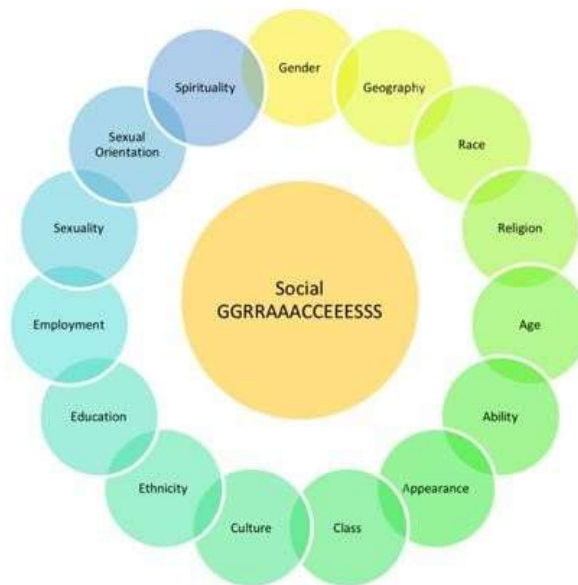 Gender
Geography
Race
Religion
Age
Ability
Appearance
Class
Culture
Ethnicity
Education
Employment
Sexuality
Sexual
Orientation
Spirituality
Social
GGRRAAACCEEESSS